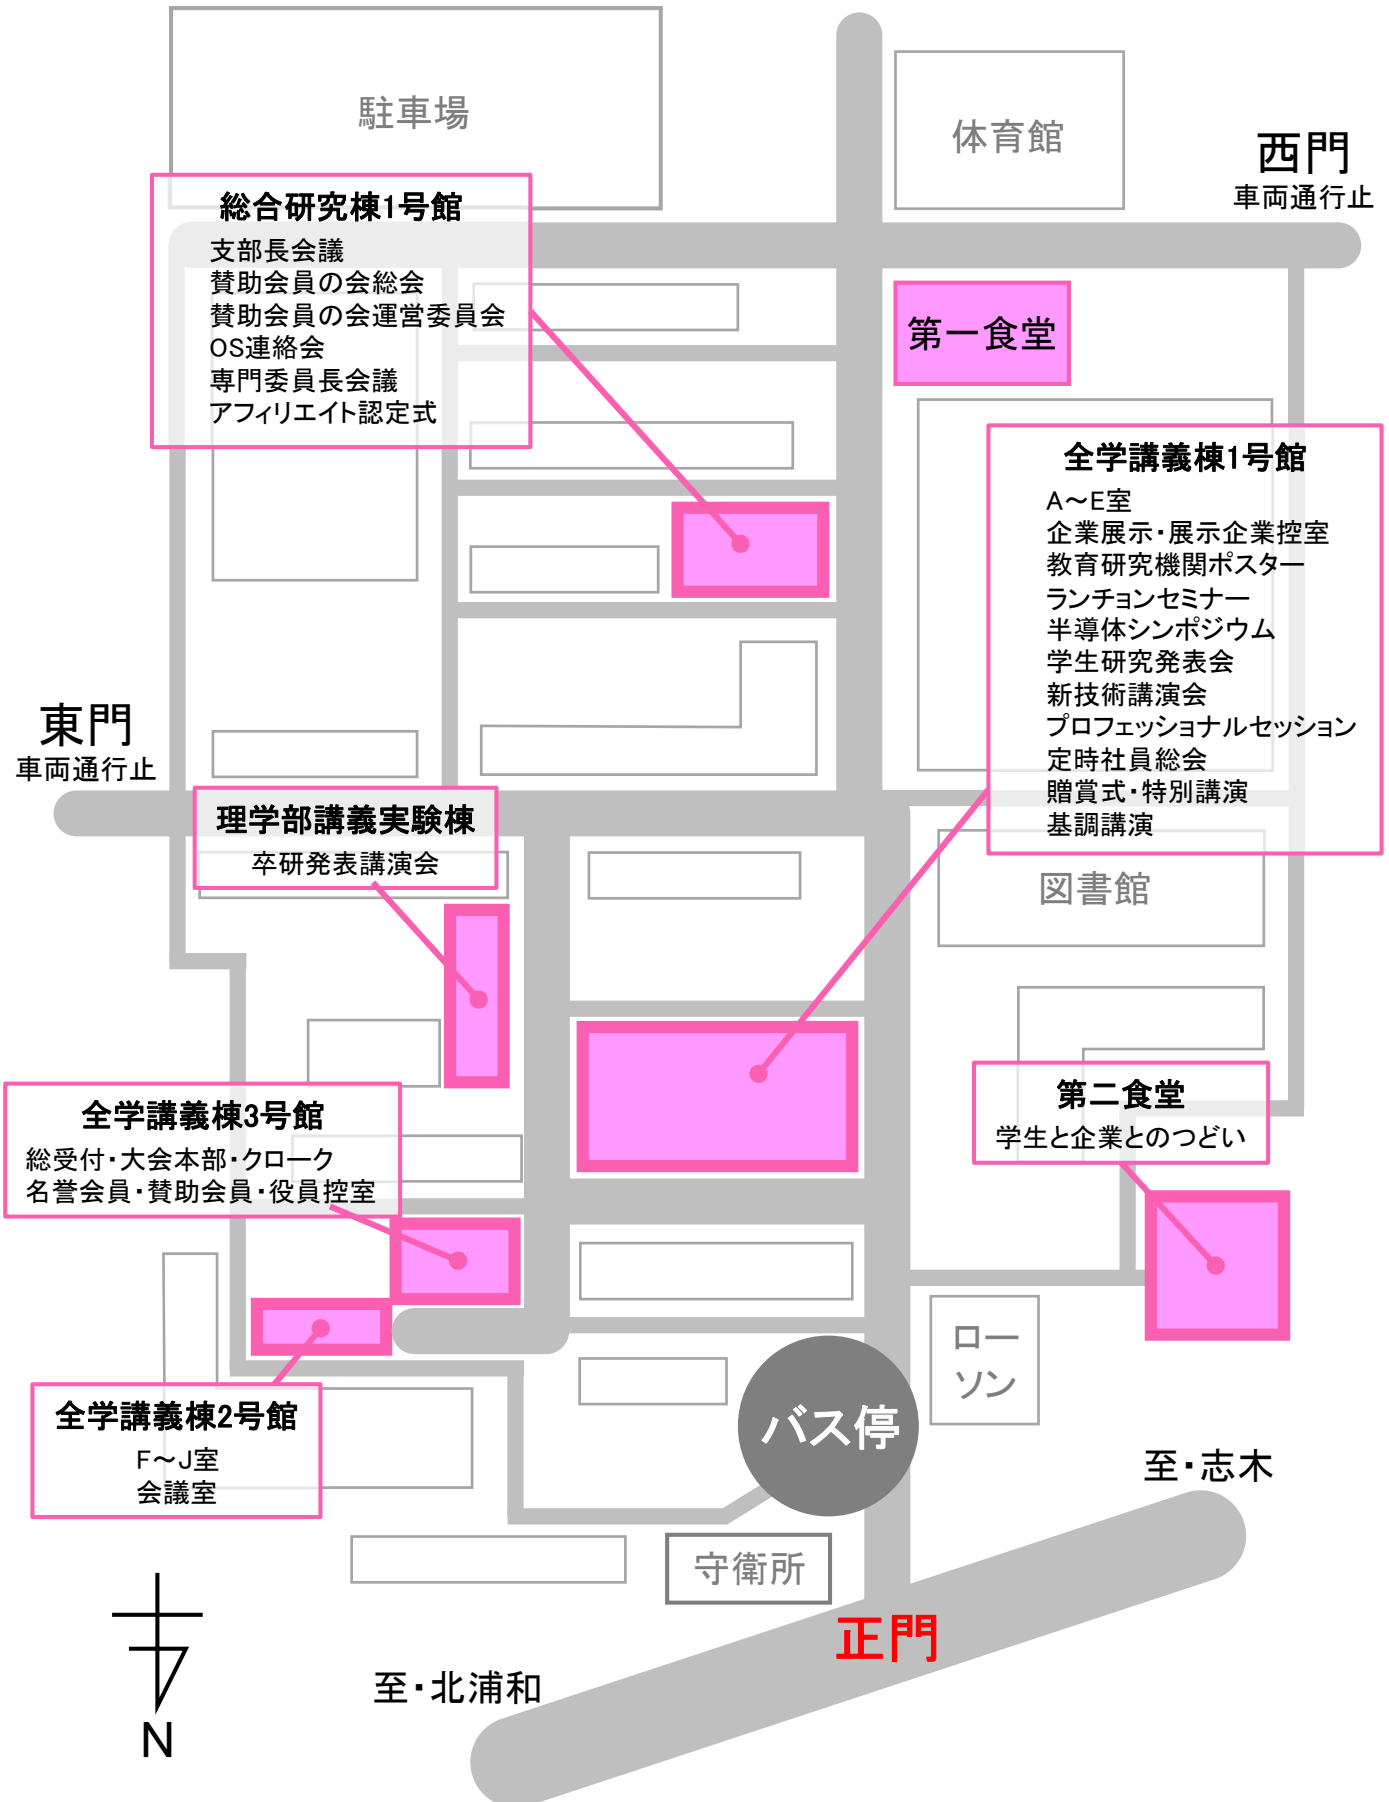 駐車場
体育館
西門
車両通行止
総合研究棟1号館
支部長会議
賛助会員の会総会
賛助会員の会運営委員会
OS連絡会
専門委員長会議
アフィリエイト認定式
第一食堂
全学講義棟1号館
A～E室
企業展示・展示企業控室
教育研究機関ポスター
ランチョンセミナー
半導体シンポジウム
学生研究発表会
新技術講演会
プロフェッショナルセッション
定時社員総会
贈賞式・特別講演
基調講演
東門
車両通行止
理学部講義実験棟
卒研発表講演会
図書館
全学講義棟3号館
総受付・大会本部・クローク
名誉会員・賛助会員・役員控室
第二食堂
学生と企業とのつどい
ロー
ソン
全学講義棟2号館
F～J室
会議室
バス停
至・志木
守衛所
正門
至・北浦和
N